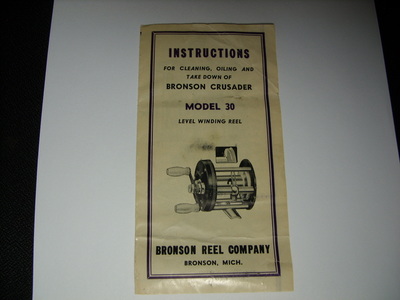 INSTRUCTIONS
FOR CLEANING, OILING AND
TAKE DOWN OF
BRONSON CRUSADER
MODEL 30
LEVEL WINDING REEL
BRONSON REEL COMPANY
BRONSON, MICH.